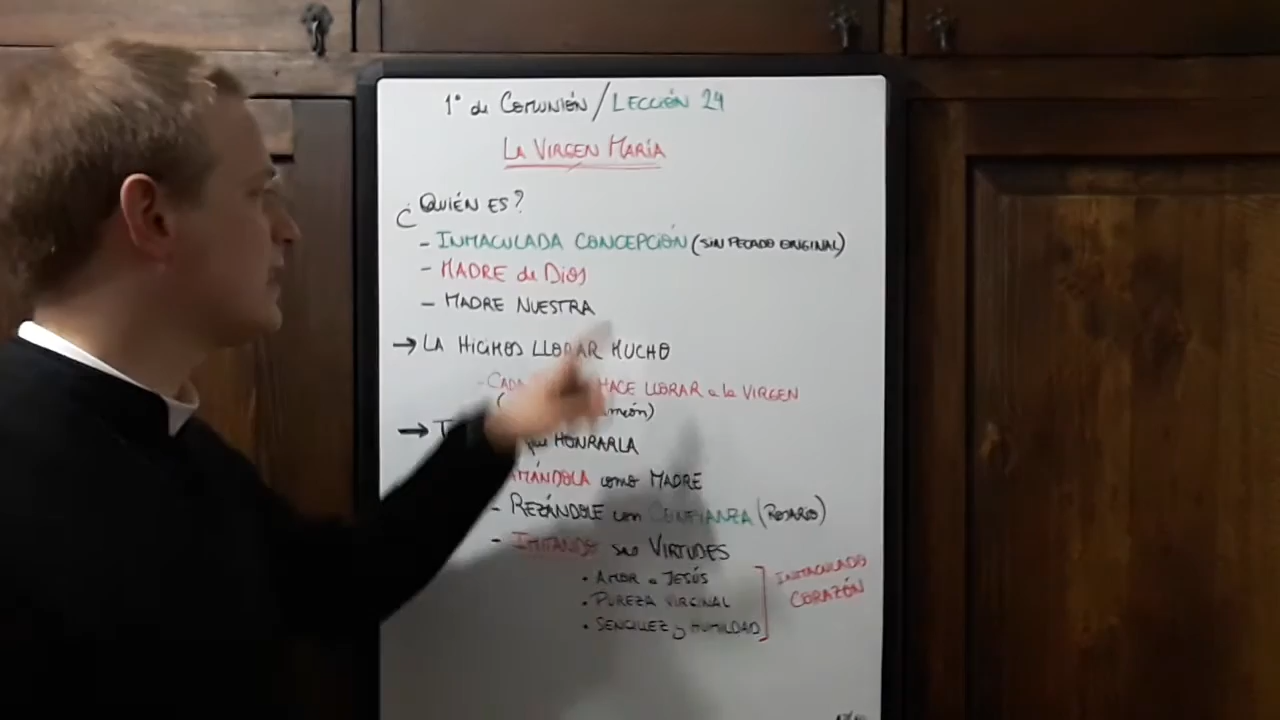 1º de Comunión / Lección 24
La Virgen María
¿Quién es?
- Inmaculada Concepción (sin pecado original)
- Madre de Dios
- Madre Nuestra
→ La hicimos llorar mucho
- hace llorar a la Virgen
→ honrarla
Amándola como Madre
- Rezándole con confianza (Rosario)
- Imitando sus Virtudes
• Amor a Jesús
• Pureza virginal
• Sencillez y humildad
Inmaculado
Corazón